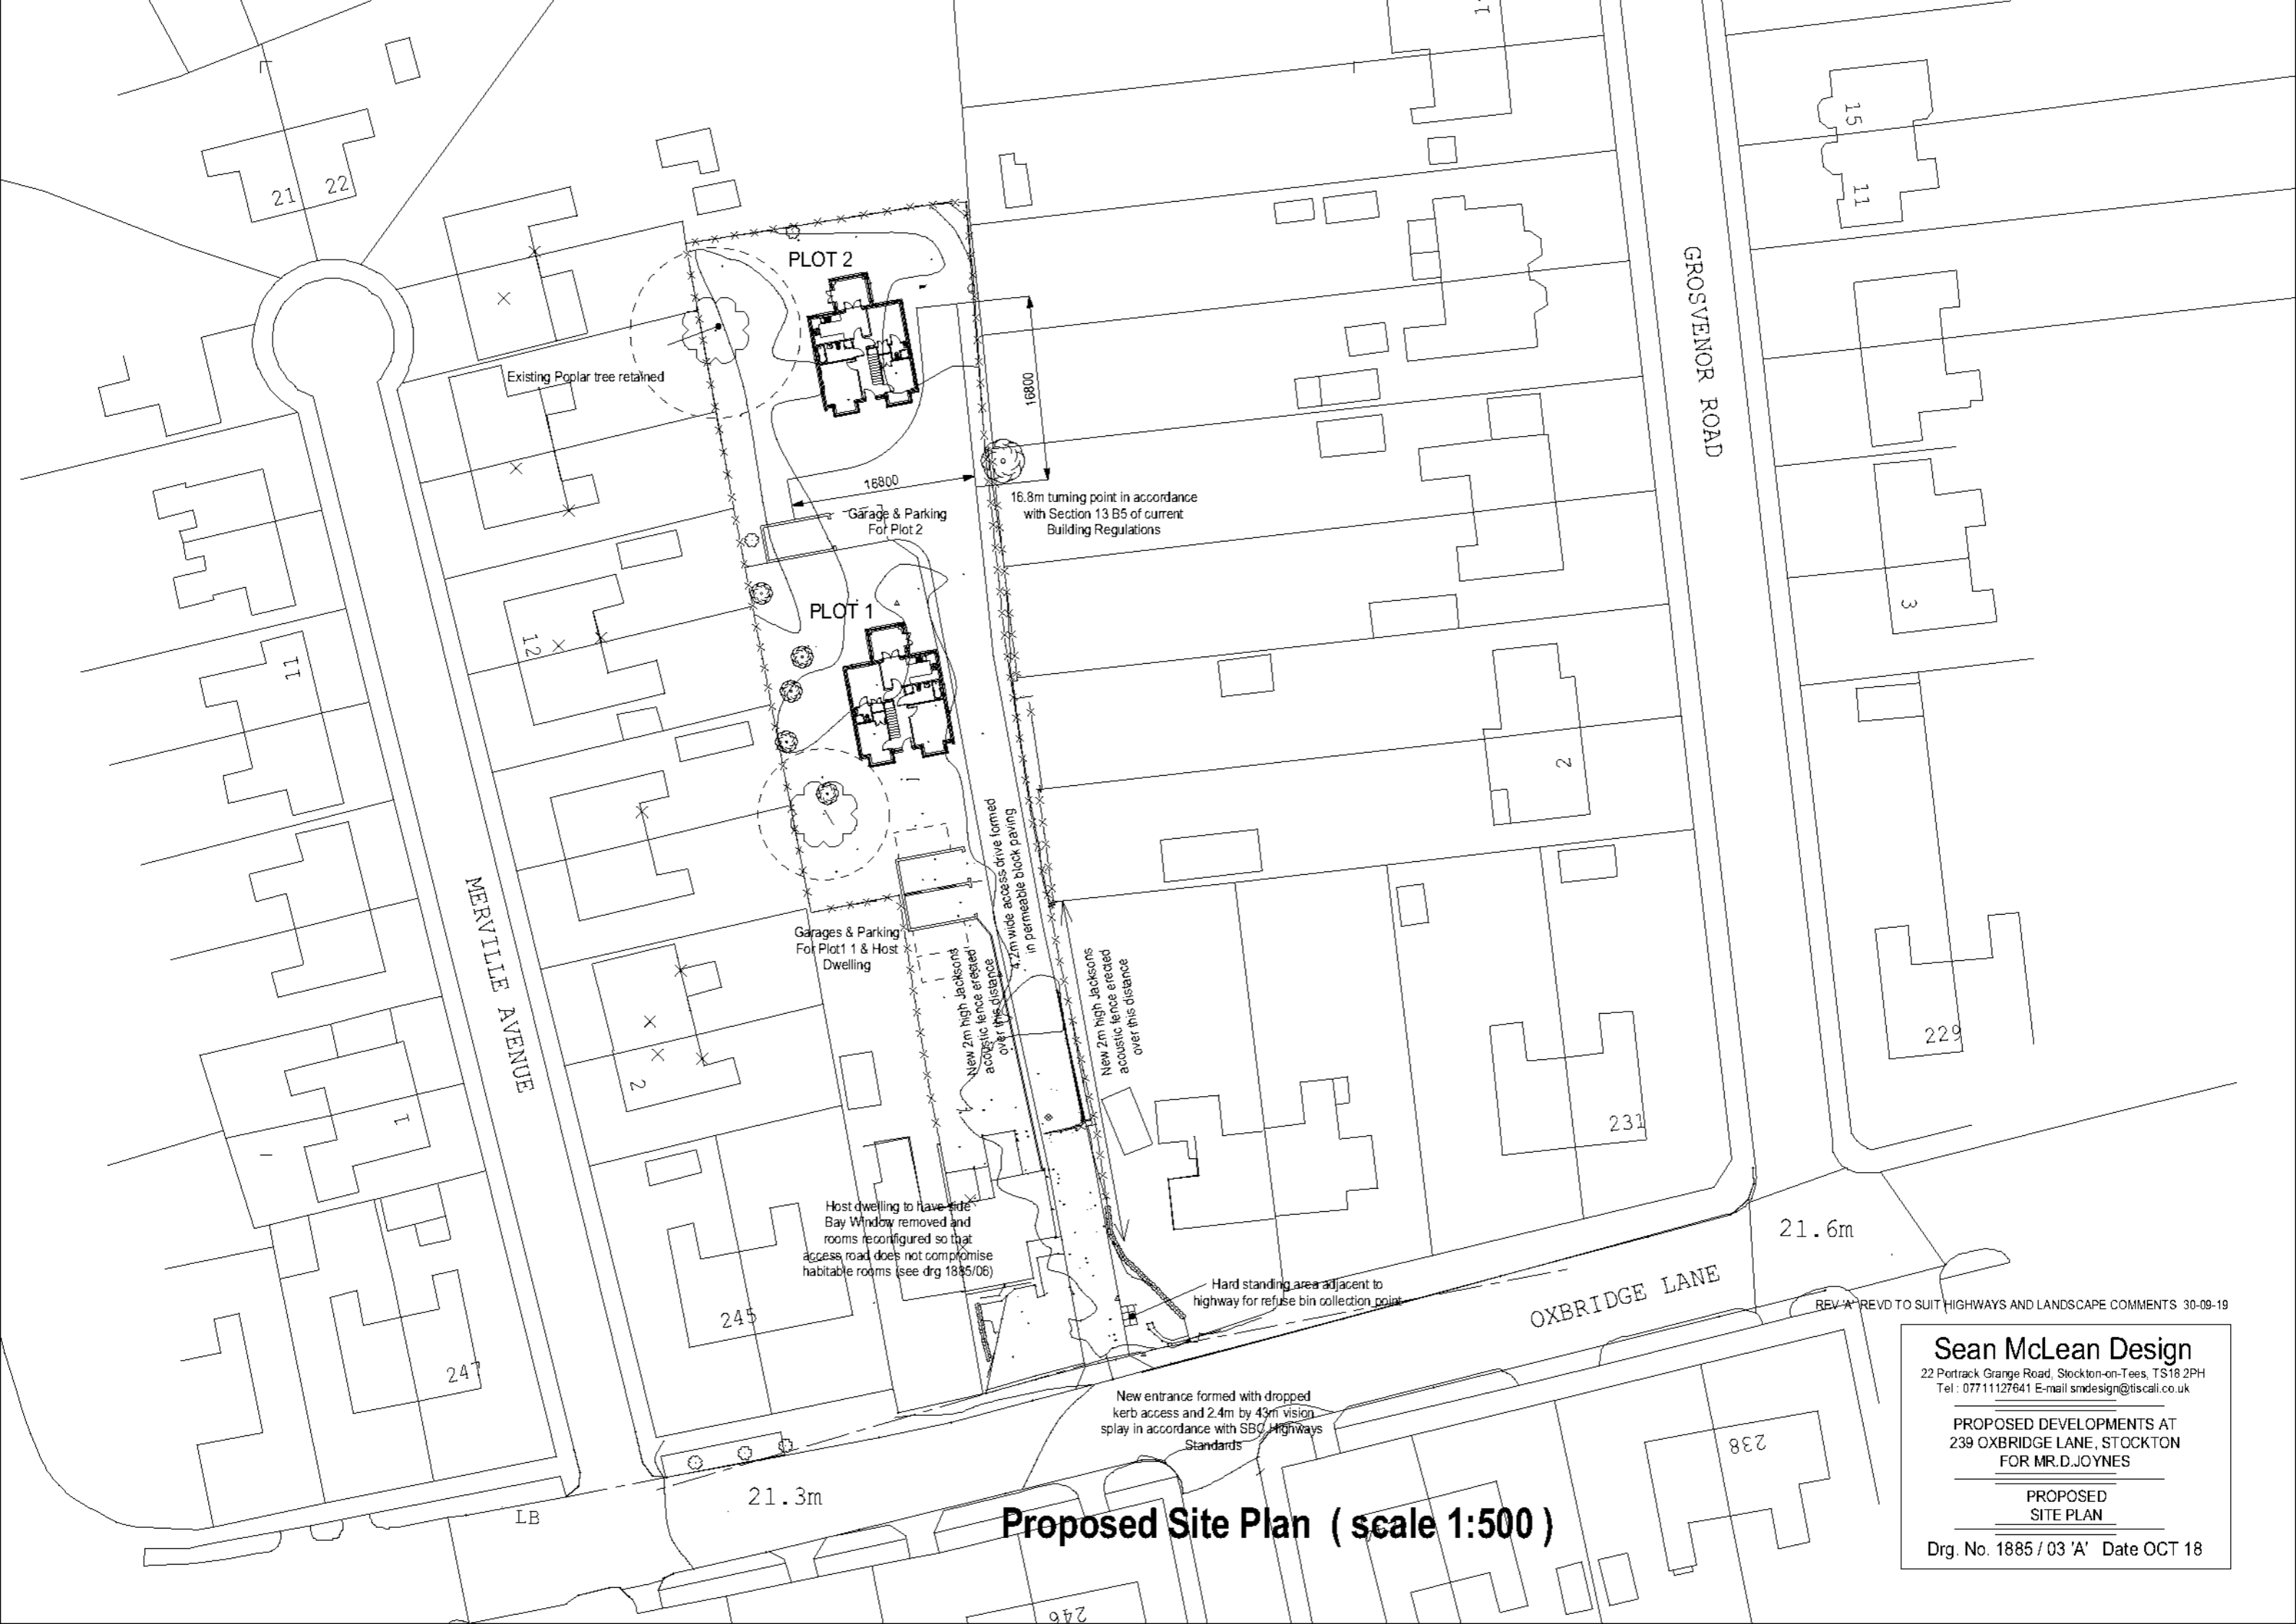 21
22
15
11
PLOT 2
Existing Poplar tree retained
16800
16800
16.8m turning point in accordance
with Section 13 B5 of current
Building Regulations
Garage & Parking
For Plot 2
GROSVENOR ROAD
PLOT 1
12
11
3
2
4.2m wide access drive formed
in permeable block paving
MERVILLE AVENUE
Garages & Parking
For Plot1 1 & Host
Dwelling
New 2m high Jacksons
acoustic fence erected
over this distance
New 2m high Jacksons
acoustic fence erected
over this distance
2
1
229
231
Host dwelling to have side
Bay Window removed and
rooms reconfigured so that
access road does not compromise
habitable rooms (see drg 1885/06)
21.6m
Hard standing area adjacent to
highway for refuse bin collection point
OXBRIDGE LANE
245
247
REV 'A' REVD TO SUIT HIGHWAYS AND LANDSCAPE COMMENTS 30-09-19
New entrance formed with dropped
kerb access and 2.4m by 43m vision
splay in accordance with SBC Highways
Standards
238
21.3m
LB
Proposed Site Plan ( scale 1:500 )
246
Sean McLean Design
22 Portrack Grange Road, Stockton-on-Tees, TS18 2PH
Tel : 07711127641 E-mail smdesign@tiscali.co.uk
PROPOSED DEVELOPMENTS AT
239 OXBRIDGE LANE, STOCKTON
FOR MR.D.JOYNES
PROPOSED
SITE PLAN
Drg. No. 1885 / 03 'A' Date OCT 18